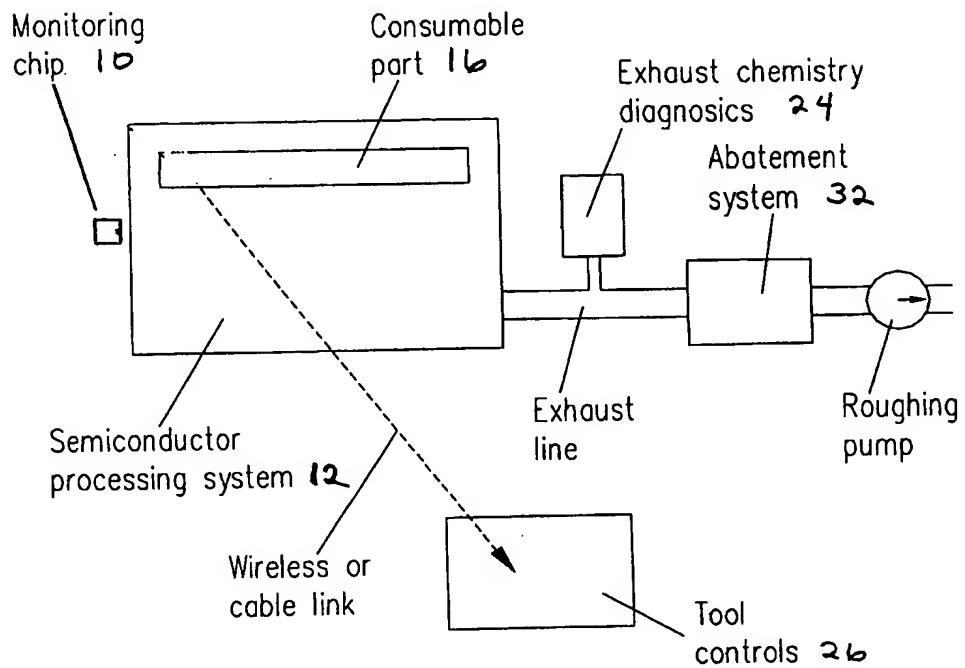 Monitoring
chip. 10
Consumable
part 16
Exhaust chemistry
diagnosics 24
Abatement
system 32
Semiconductor
processing system 12
Exhaust
line
Roughing
pump
Wireless or
cable link
Tool
controls 26